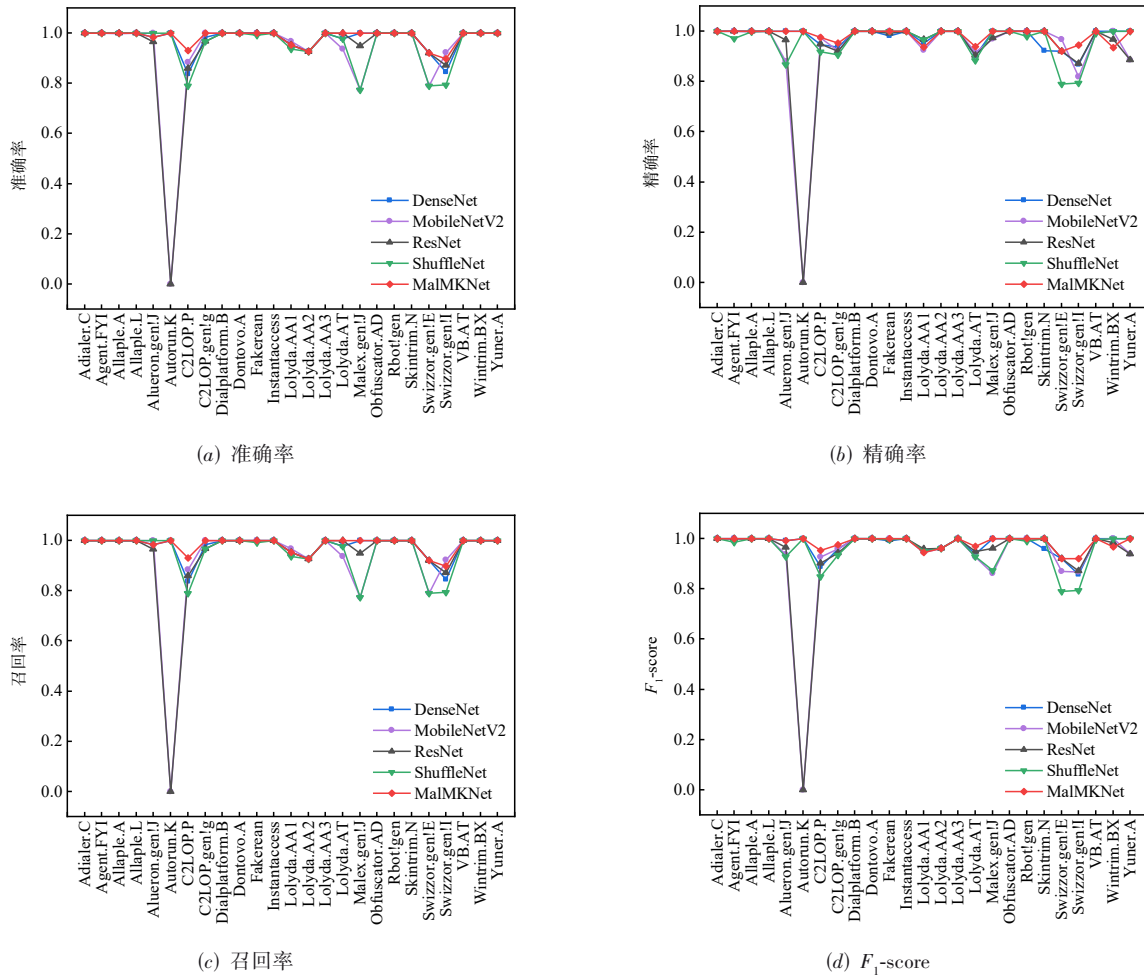 1.0
0.8
0.6
0.4
0.2
0.0
准确率
DenseNet
MobileNetV2
ResNet
ShuffleNet
MalMKNet
Adialer.C
Agent.FYI
Allaple.A
Allaple.L
Alueron.gen!J
Autorun.K
C2LOP.P
C2LOP.gen!g
Dialplatform.B
Dontovo.A
Fakerean
Instantaccess
Lolyda.AA1
Lolyda.AA2
Lolyda.AA3
Lolyda.AT
Malex.gen!J
Obfuscator.AD
Rbot!gen
Skintrim.N
Swizzor.gen!E
Swizzor.gen!I
VB.AT
Wintrim.BX
Yuner.A
(a) 准确率
1.0
0.8
0.6
0.4
0.2
0.0
精确率
DenseNet
MobileNetV2
ResNet
ShuffleNet
MalMKNet
Adialer.C
Agent.FYI
Allaple.A
Allaple.L
Alueron.gen!J
Autorun.K
C2LOP.P
C2LOP.gen!g
Dialplatform.B
Dontovo.A
Fakerean
Instantaccess
Lolyda.AA1
Lolyda.AA2
Lolyda.AA3
Lolyda.AT
Malex.gen!J
Obfuscator.AD
Rbot!gen
Skintrim.N
Swizzor.gen!E
Swizzor.gen!I
VB.AT
Wintrim.BX
Yuner.A
(b) 精确率
1.0
0.8
0.6
0.4
0.2
0.0
召回率
DenseNet
MobileNetV2
ResNet
ShuffleNet
MalMKNet
Adialer.C
Agent.FYI
Allaple.A
Allaple.L
Alueron.gen!J
Autorun.K
C2LOP.P
C2LOP.gen!g
Dialplatform.B
Dontovo.A
Fakerean
Instantaccess
Lolyda.AA1
Lolyda.AA2
Lolyda.AA3
Lolyda.AT
Malex.gen!J
Obfuscator.AD
Rbot!gen
Skintrim.N
Swizzor.gen!E
Swizzor.gen!I
VB.AT
Wintrim.BX
Yuner.A
(c) 召回率
1.0
0.8
0.6
0.4
0.2
0.0
F₁-score
DenseNet
MobileNetV2
ResNet
ShuffleNet
MalMKNet
Adialer.C
Agent.FYI
Allaple.A
Allaple.L
Alueron.gen!J
Autorun.K
C2LOP.P
C2LOP.gen!g
Dialplatform.B
Dontovo.A
Fakerean
Instantaccess
Lolyda.AA1
Lolyda.AA2
Lolyda.AA3
Lolyda.AT
Malex.gen!J
Obfuscator.AD
Rbot!gen
Skintrim.N
Swizzor.gen!E
Swizzor.gen!I
VB.AT
Wintrim.BX
Yuner.A
(d) F₁-score